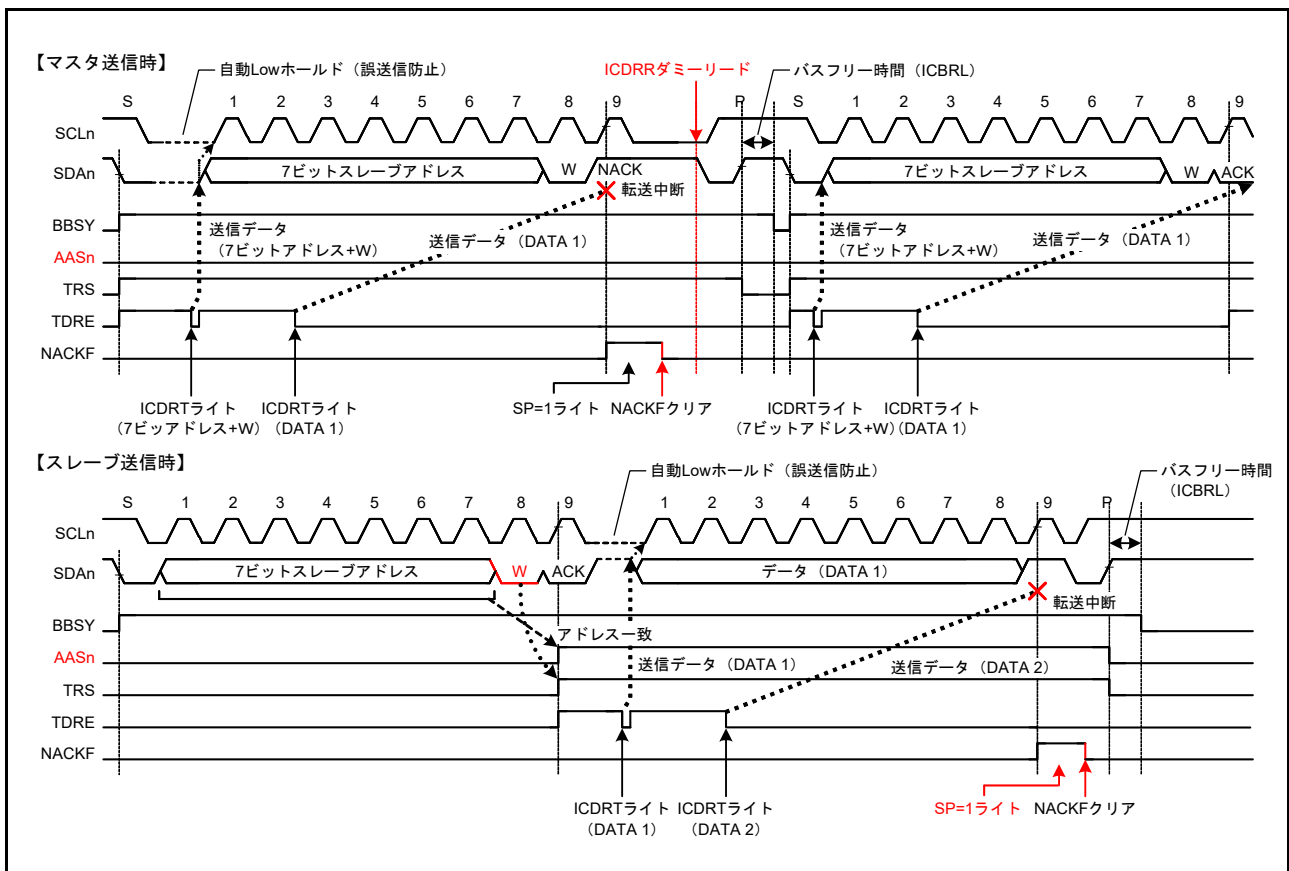 【マスタ送信時】
自動Lowホールド（誤送信防止）
ICDRRダミーリード
バスフリー時間（ICBRL）
S 1 2 3 4 5 6 7 8 9 P S 1 2 3 4 5 6 7 8 9
SCLn
SDAn
7ビットスレーブアドレス W NACK 7ビットスレーブアドレス W ACK
転送中断
BBSY
送信データ
（7ビットアドレス+W）
送信データ（DATA 1）
送信データ
（7ビットアドレス+W）
送信データ（DATA 1）
AASn
TRS
TDRE
NACKF
ICDRTライト
（7ビッアドレス+W）
ICDRTライト
（DATA 1）
SP=1ライト NACKFクリア
ICDRTライト
（7ビットアドレス+W）
ICDRTライト
（DATA 1）
【スレーブ送信時】
自動Lowホールド（誤送信防止）
バスフリー時間
（ICBRL）
S 1 2 3 4 5 6 7 8 9 1 2 3 4 5 6 7 8 9 P
SCLn
SDAn
7ビットスレーブアドレス W ACK データ（DATA 1）
転送中断
BBSY
アドレス一致
AASn
送信データ（DATA 1） 送信データ（DATA 2）
TRS
TDRE
NACKF
ICDRTライト
（DATA 1）
ICDRTライト
（DATA 2）
SP=1ライト NACKFクリア